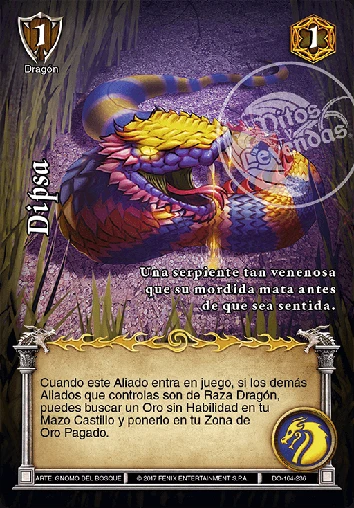 1
1
Dragón
Mitos y Leyendas
Dipsa
Una serpiente tan venenosa
que su mordida mata antes
de que sea sentida.
Cuando este Aliado entra en juego, si los demás
Aliados que controlas son de Raza Dragón,
puedes buscar un Oro sin Habilidad en tu
Mazo Castillo y ponerlo en tu Zona de
Oro Pagado.
ARTE: GNOMO DEL BOSQUE
© 2017 FENIX ENTERTAINMENT S.P.A.